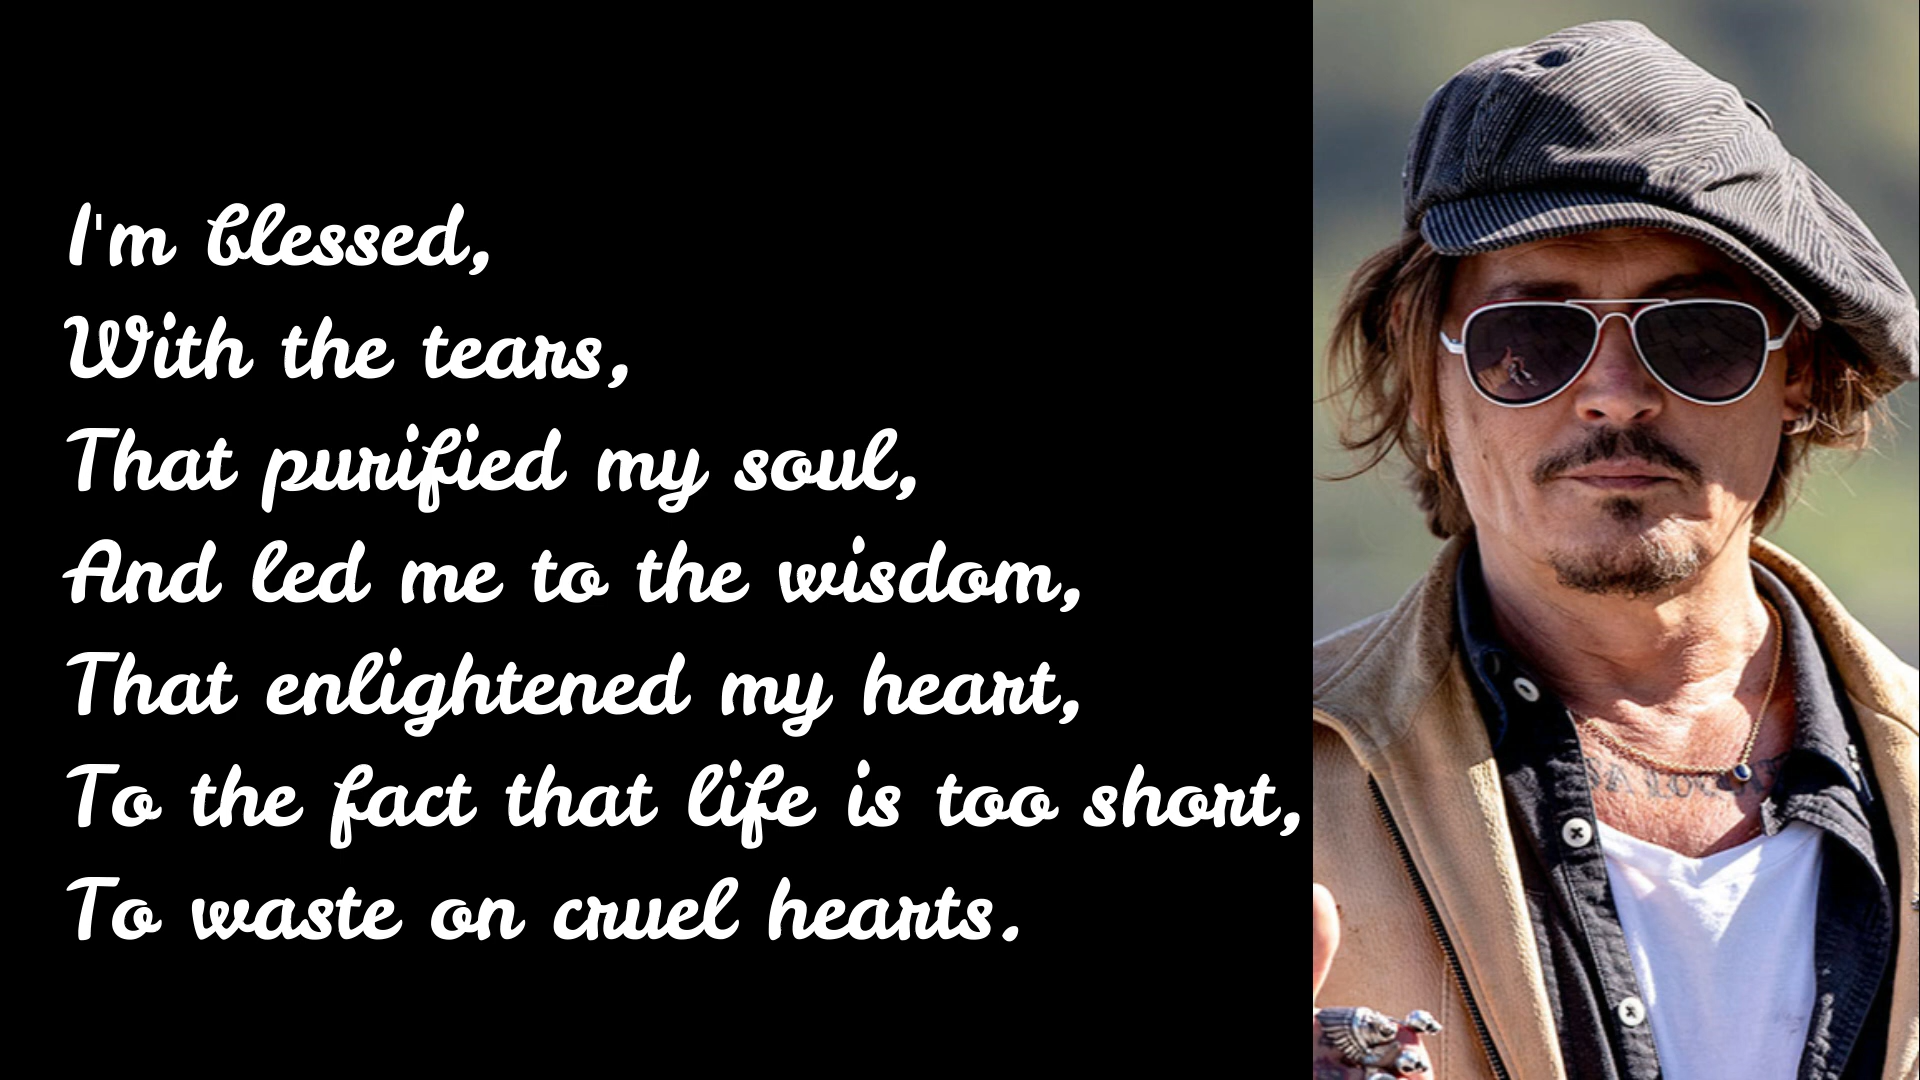 I'm blessed,
With the tears,
That purified my soul,
And led me to the wisdom,
That enlightened my heart,
To the fact that life is too short,
To waste on cruel hearts.